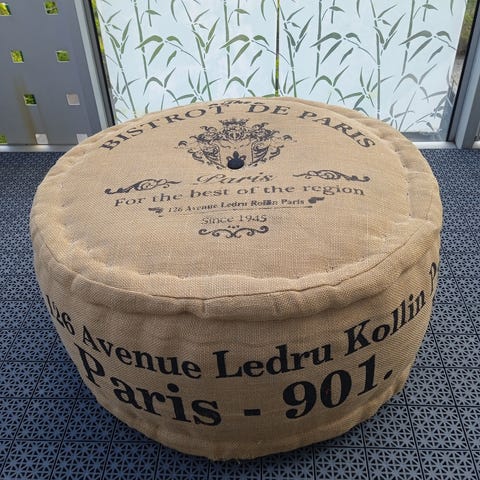 BISTROT DE PARIS
Paris
For the best of the region
126 Avenue Ledru Rollin Paris
Since 1945
126 Avenue Ledru Kollin P
Paris - 901.